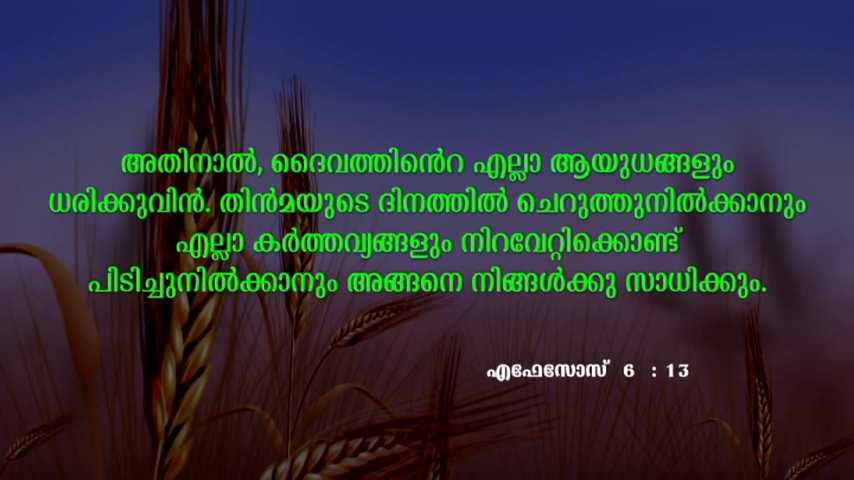 അതിനാൽ, ദൈവത്തിൻെറ എല്ലാ ആയുധങ്ങളും
ധരിക്കുവിൻ. തിൻമയുടെ ദിനത്തിൽ ചെറുത്തുനിൽക്കാനും
എല്ലാ കർത്തവ്യങ്ങളും നിറവേറ്റിക്കൊണ്ട്
പിടിച്ചുനിൽക്കാനും അങ്ങനെ നിങ്ങൾക്കു സാധിക്കും.
എഫേസോസ് 6 : 13